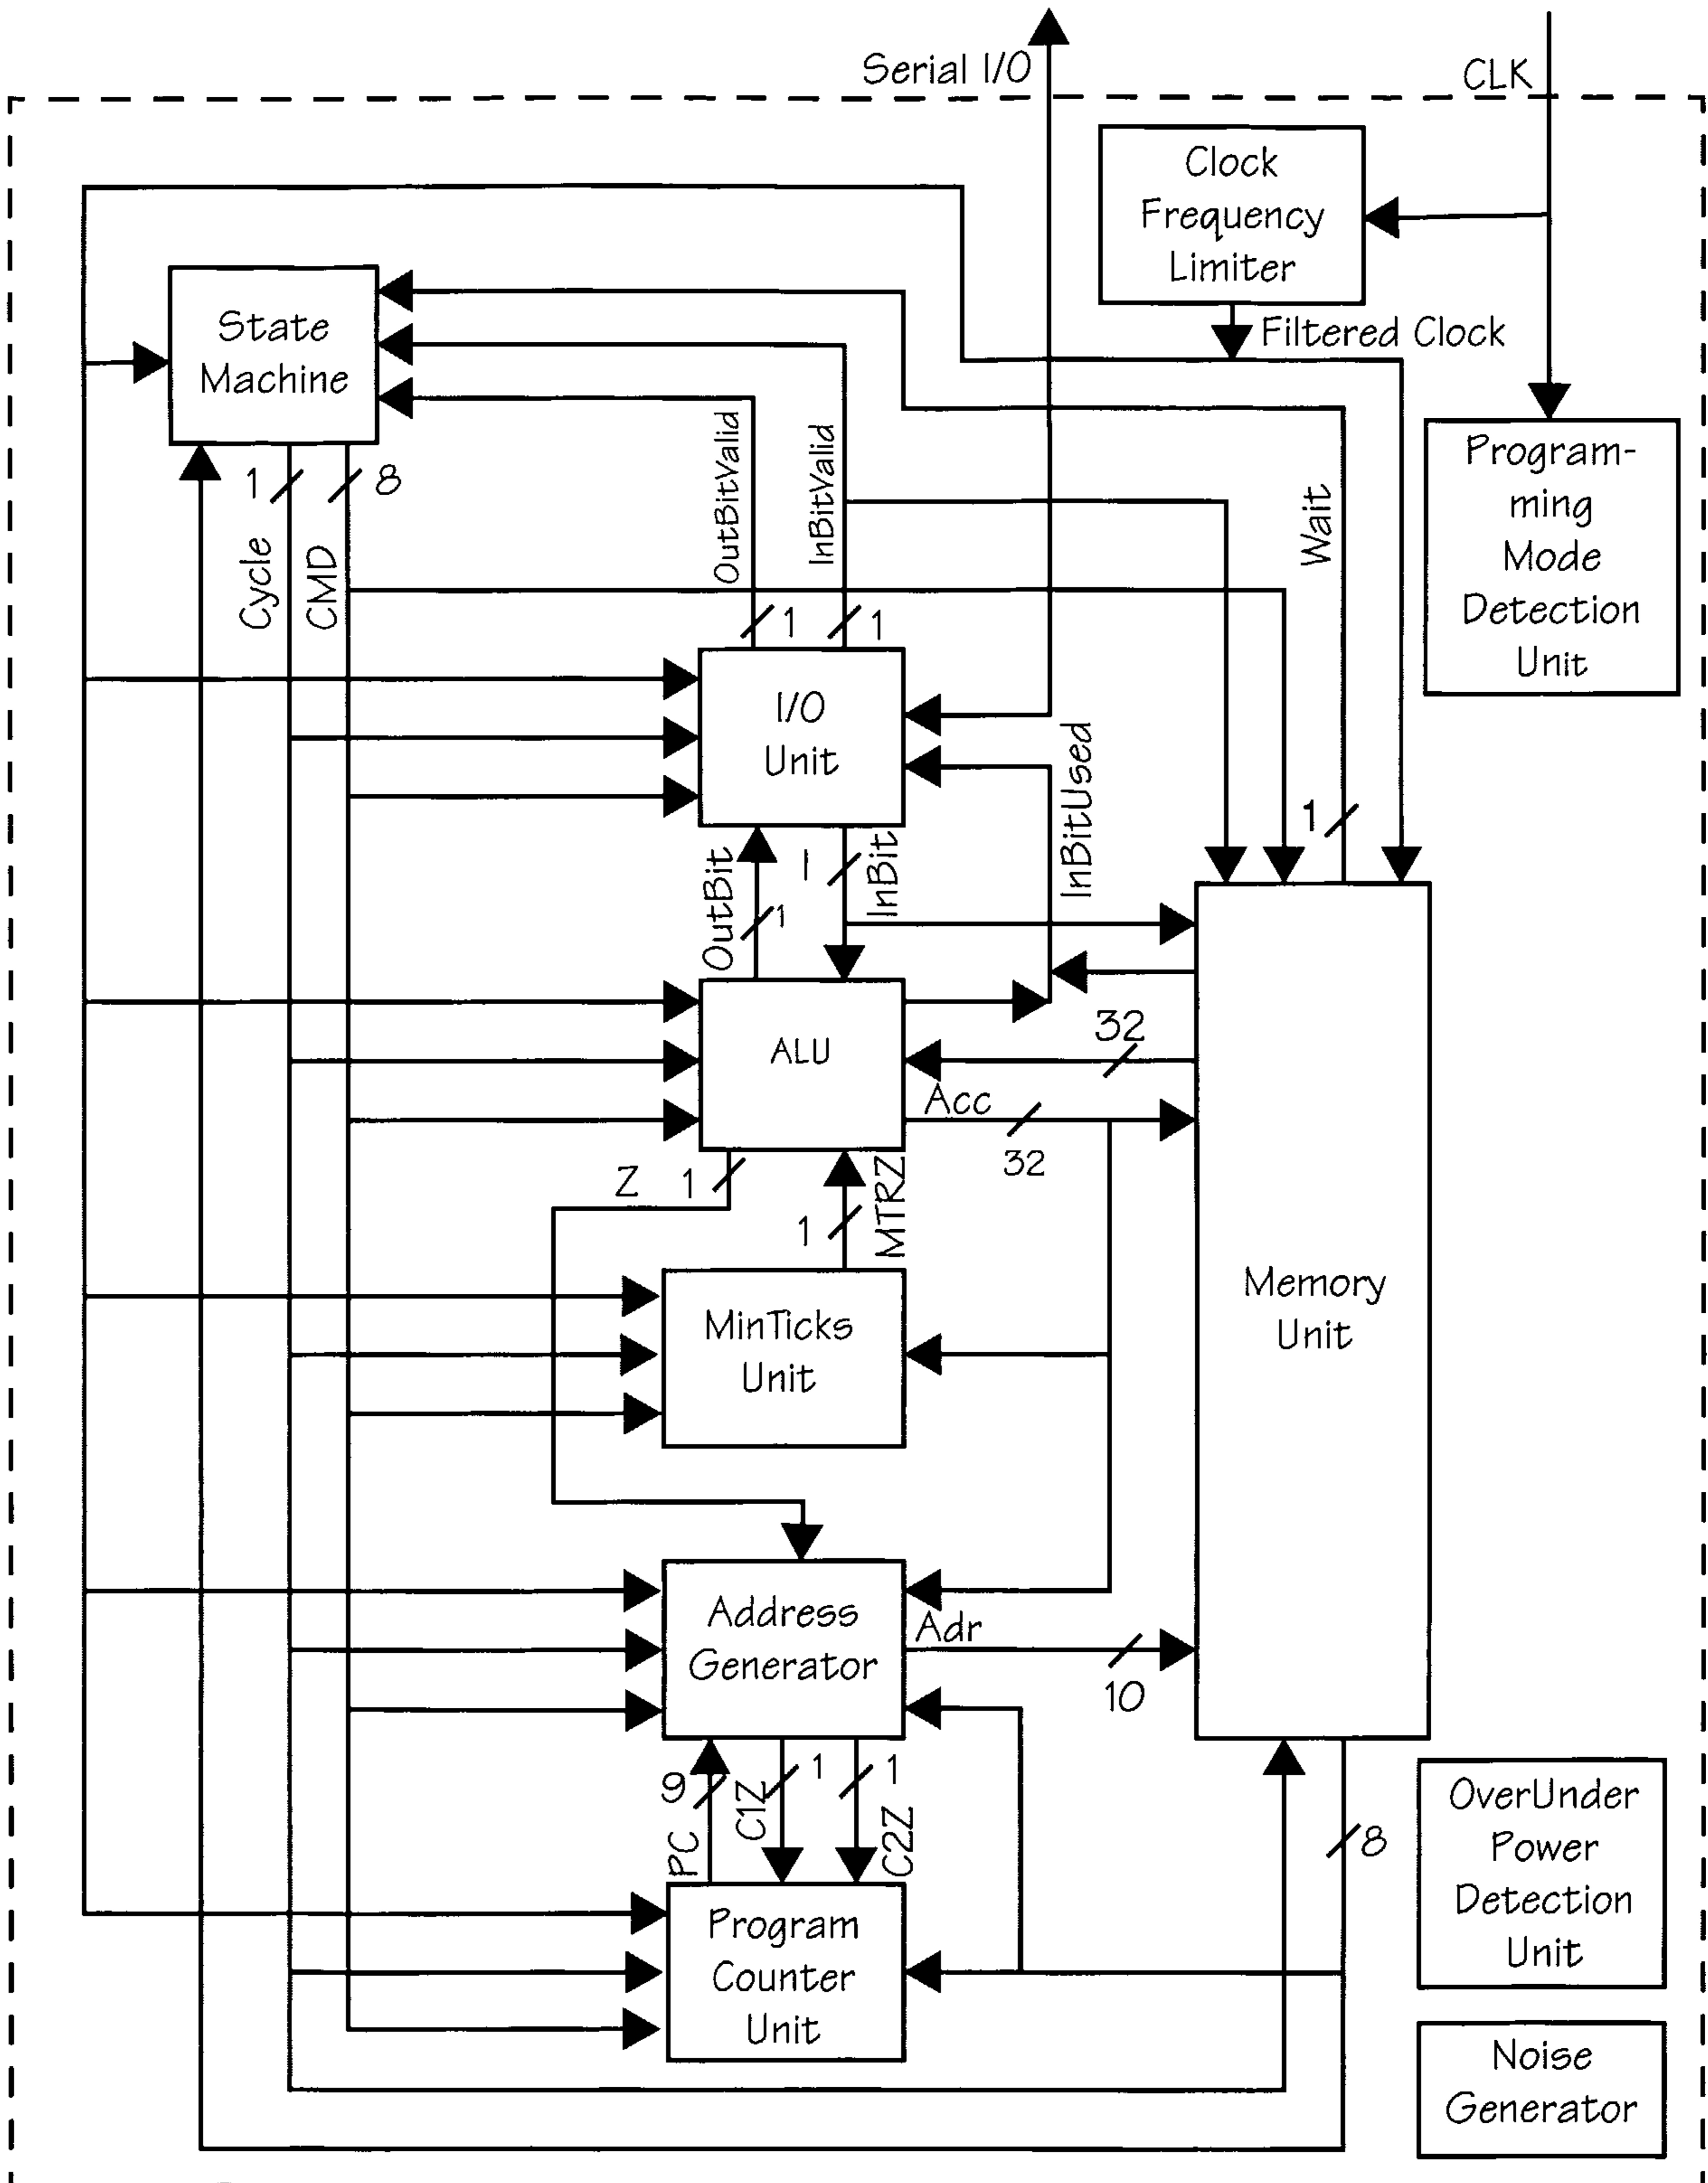 Serial I/O
CLK
Clock
Frequency
Limiter
Filtered Clock
State
Machine
Program-
ming
Mode
Detection
Unit
1
8
Cycle
CMD
OutBitValid
InBitValid
Wait
1
1
I/O
Unit
InBitUsed
1
OutBit
1
InBit
1
ALU
32
Acc
32
Z
1
1
MTRZ
MinTicks
Unit
Memory
Unit
Address
Generator
Adr
10
9
PC
C1Z
1
1
C2Z
8
Program
Counter
Unit
OverUnder
Power
Detection
Unit
Noise
Generator